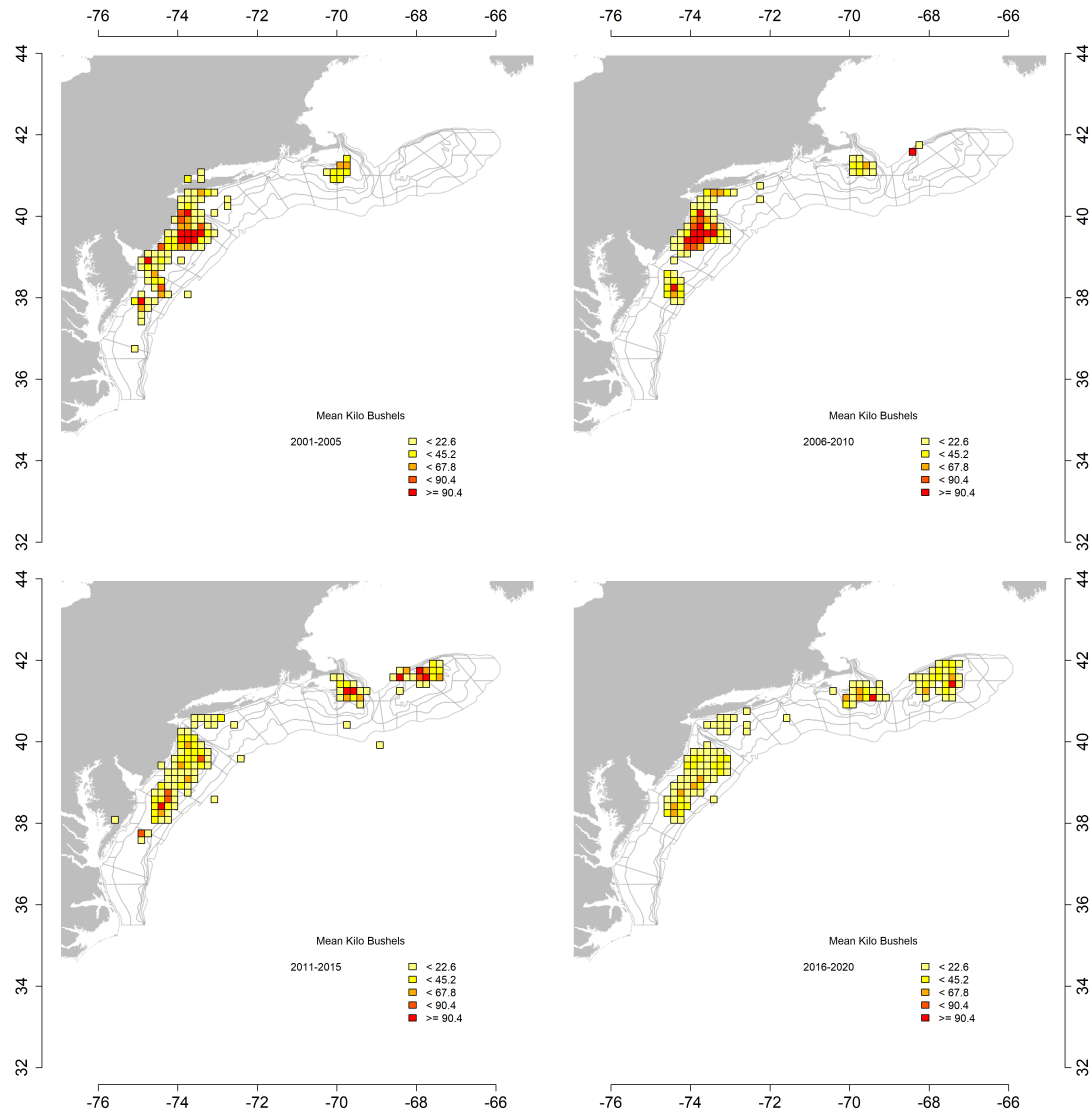 -76 -74 -72 -70 -68 -66 -76 -74 -72 -70 -68 -66
44 42 40 38 36 34 32
Mean Kilo Bushels
2001-2005
< 22.6
< 45.2
< 67.8
< 90.4
>= 90.4
Mean Kilo Bushels
2006-2010
< 22.6
< 45.2
< 67.8
< 90.4
>= 90.4
44 42 40 38 36 34 32
44 42 40 38 36 34 32
Mean Kilo Bushels
2011-2015
< 22.6
< 45.2
< 67.8
< 90.4
>= 90.4
Mean Kilo Bushels
2016-2020
< 22.6
< 45.2
< 67.8
< 90.4
>= 90.4
44 42 40 38 36 34 32
-76 -74 -72 -70 -68 -66 -76 -74 -72 -70 -68 -66